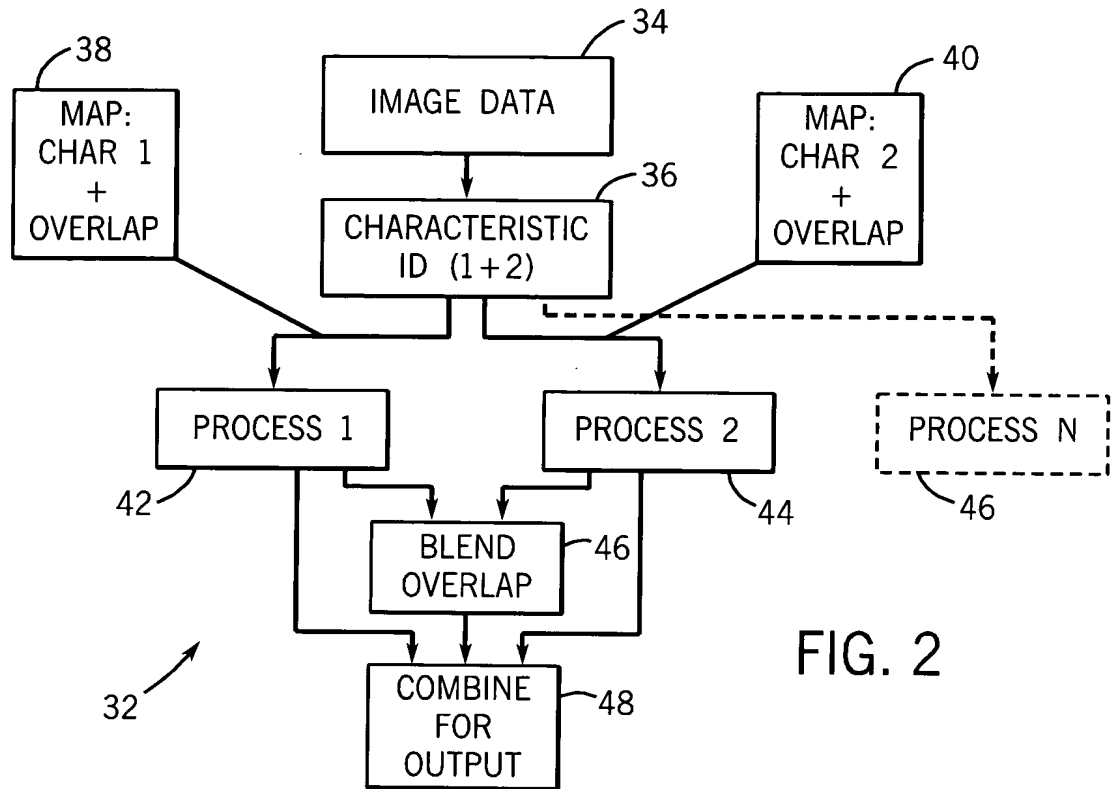 34
38
40
IMAGE DATA
MAP:
CHAR 1
+
OVERLAP
MAP:
CHAR 2
+
OVERLAP
36
CHARACTERISTIC
ID (1+2)
PROCESS 1
PROCESS 2
PROCESS N
42
44
46
BLEND
OVERLAP
46
FIG. 2
32
COMBINE
FOR
OUTPUT
48